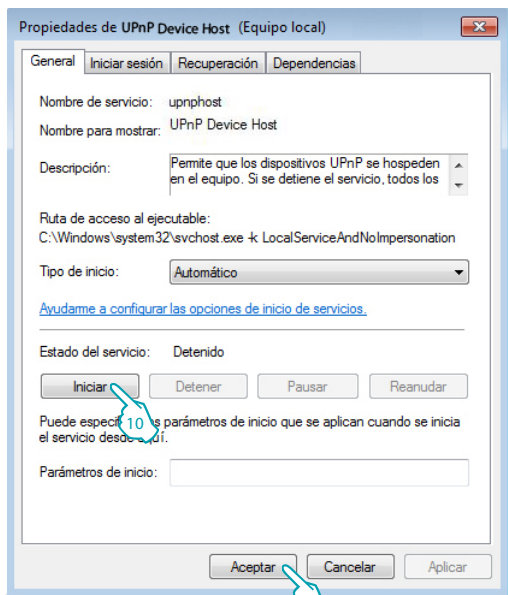 Propiedades de UPnP Device Host (Equipo local)
General Iniciar sesión Recuperación Dependencias
Nombre de servicio: upnphost
Nombre para mostrar: UPnP Device Host
Descripción: Permite que los dispositivos UPnP se hospeden
en el equipo. Si se detiene el servicio, todos los
Ruta de acceso al ejecutable:
C:\Windows\system32\svchost.exe -k LocalServiceAndNoImpersonation
Tipo de inicio: Automático
Ayudarme a configurar las opciones de inicio de servicios.
Estado del servicio: Detenido
Iniciar Detener Pausar Reanudar
10
Puede parámetros de inicio que se aplican cuando se inicia
el servicio desde
Parámetros de inicio:
Aceptar Cancelar Aplicar